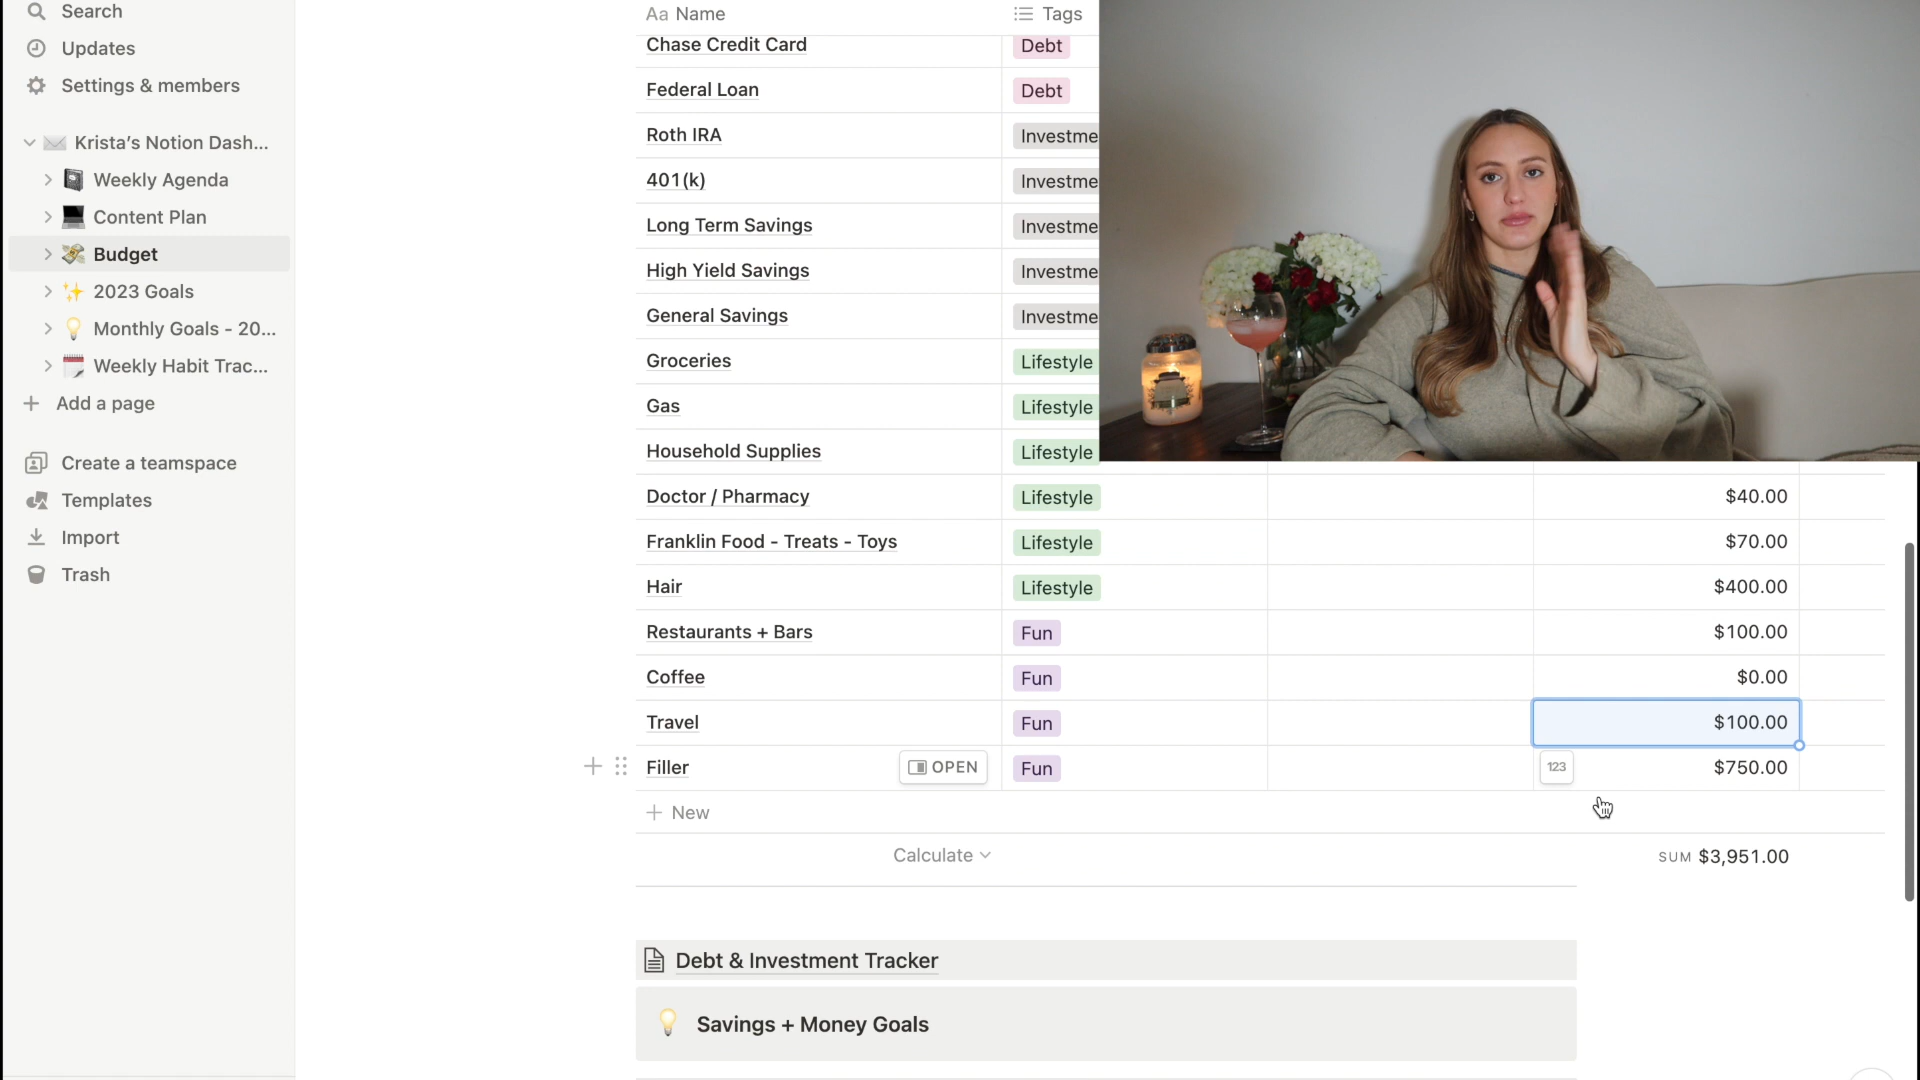 Search
Updates
Settings & members
Krista’s Notion Dash...
Weekly Agenda
Content Plan
Budget
2023 Goals
Monthly Goals - 20...
Weekly Habit Trac...
Add a page
Create a teamspace
Templates
Import
Trash
Aa Name Tags
Chase Credit Card Debt
Federal Loan Debt
Roth IRA Investme
401(k) Investme
Long Term Savings Investme
High Yield Savings Investme
General Savings Investme
Groceries Lifestyle
Gas Lifestyle
Household Supplies Lifestyle
Doctor / Pharmacy Lifestyle $40.00
Franklin Food - Treats - Toys Lifestyle $70.00
Hair Lifestyle $400.00
Restaurants + Bars Fun $100.00
Coffee Fun $0.00
Travel Fun $100.00
Filler OPEN Fun 123 $750.00
+ New
Calculate SUM $3,951.00
Debt & Investment Tracker
Savings + Money Goals